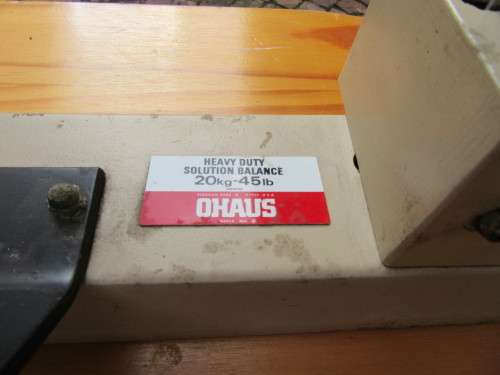 HEAVY DUTY
SOLUTION BALANCE
20kg-45lb
OHAUS